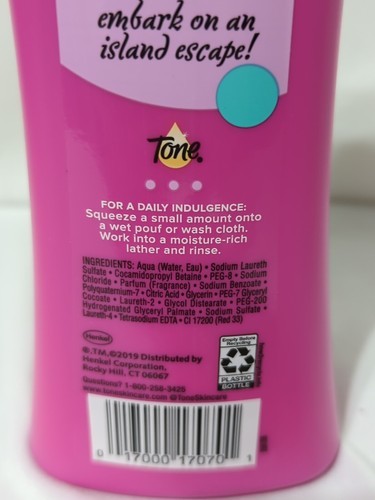 embark on an
island escape!
Tone.
FOR A DAILY INDULGENCE:
Squeeze a small amount onto
a wet pouf or wash cloth.
Work into a moisture-rich
lather and rinse.
INGREDIENTS: Aqua (Water, Eau) • Sodium Laureth
Sulfate • Cocamidopropyl Betaine • PEG-8 • Sodium
Chloride • Parfum (Fragrance) • Sodium Benzoate •
Polyquaternium-7 • Citric Acid • Glycerin • PEG-7 Glyceryl
Cocoate • Laureth-2 • Glycol Distearate • PEG-200
Hydrogenated Glyceryl Palmate • Sodium Sulfate •
Laureth-4 • Tetrasodium EDTA • CI 17200 (Red 33)
Henkel
®,TM,©2019 Distributed by
Henkel Corporation,
Rocky Hill, CT 06067
Questions? 1-800-258-3425
www.toneskincare.com @ToneSkincare
Empty Before
Recycling
PLASTIC
BOTTLE
0 17000 17070 1